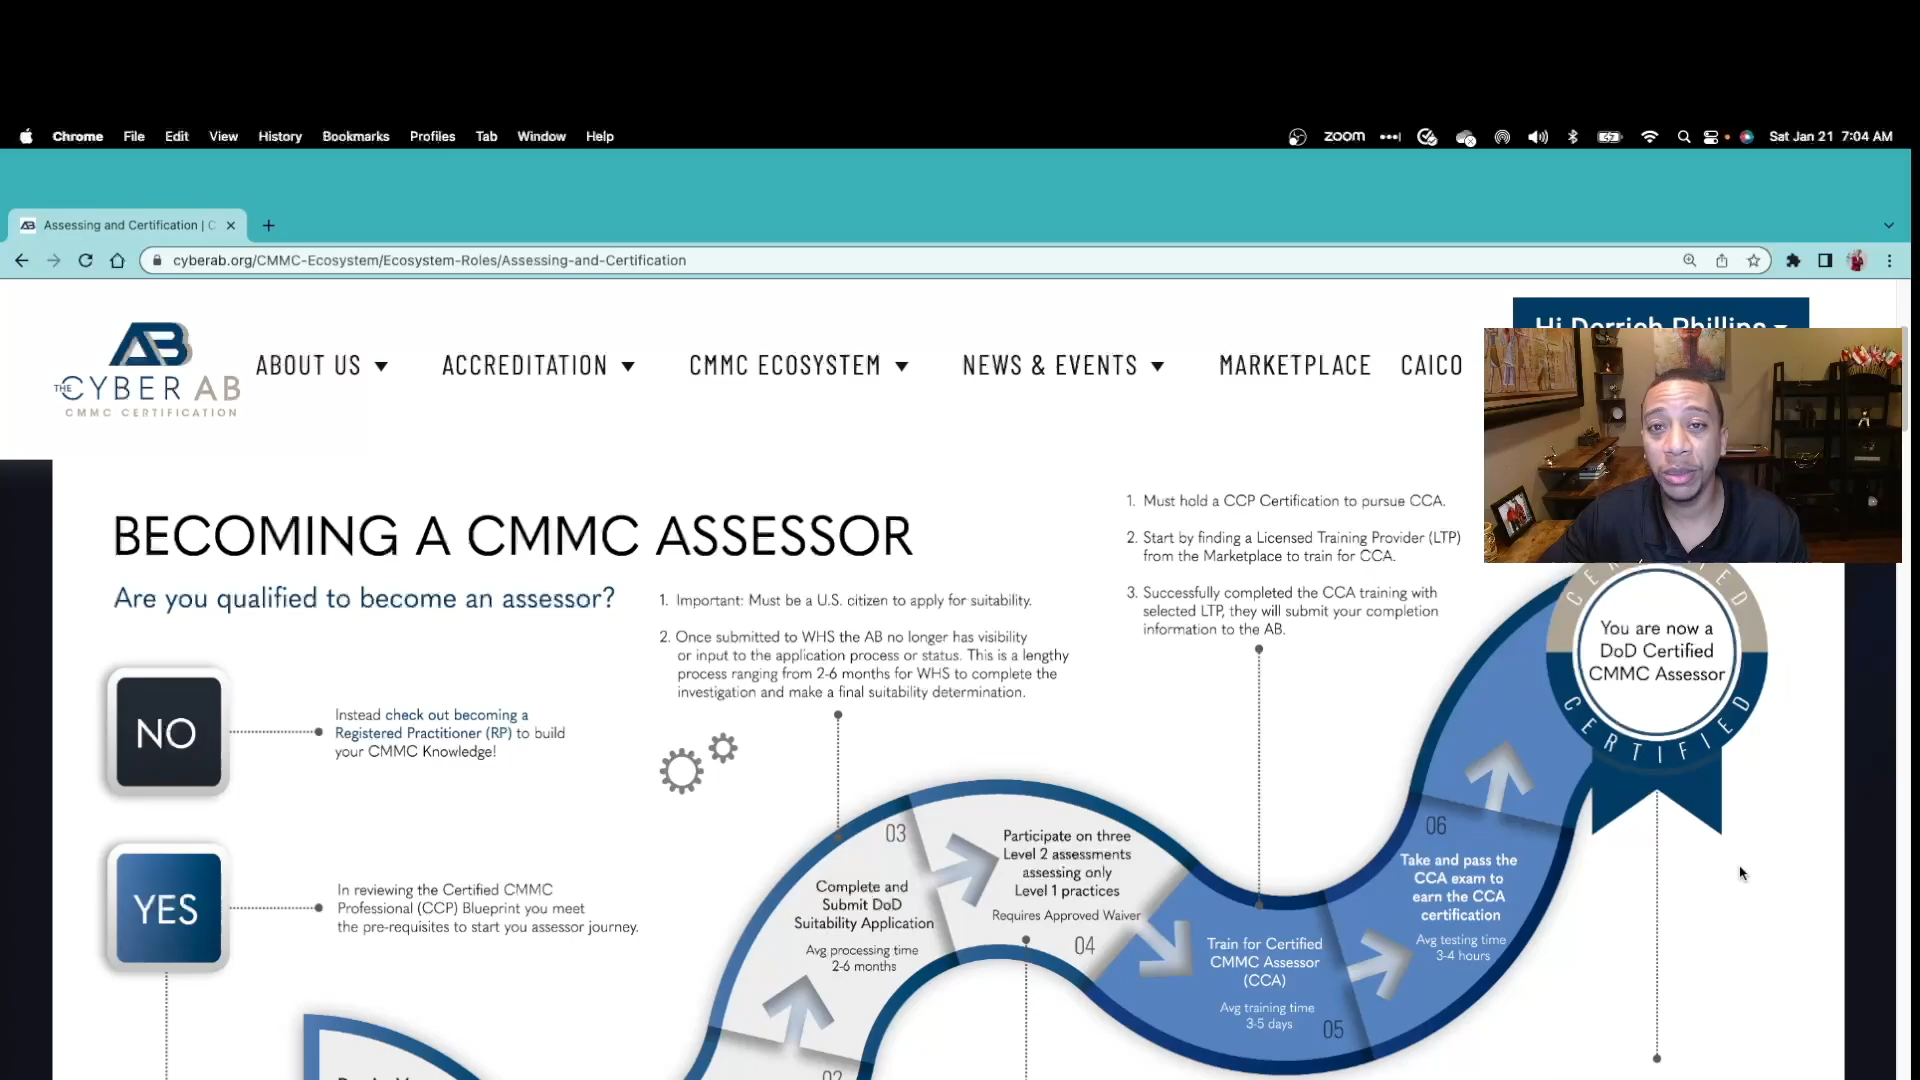 Chrome File Edit View History Bookmarks Profiles Tab Window Help
zoom Sat Jan 21 7:04 AM
Assessing and Certification | C
cyberab.org/CMMC-Ecosystem/Ecosystem-Roles/Assessing-and-Certification
Hi Derrich Phillips
AB
THE CYBER AB
CMMC CERTIFICATION
ABOUT US ACCREDITATION CMMC ECOSYSTEM NEWS & EVENTS MARKETPLACE CAICO
BECOMING A CMMC ASSESSOR
Are you qualified to become an assessor?
NO
Instead check out becoming a
Registered Practitioner (RP) to build
your CMMC Knowledge!
YES
In reviewing the Certified CMMC
Professional (CCP) Blueprint you meet
the pre-requisites to start you assessor journey.
1. Important: Must be a U.S. citizen to apply for suitability.
2. Once submitted to WHS the AB no longer has visibility
or input to the application process or status. This is a lengthy
process ranging from 2-6 months for WHS to complete the
investigation and make a final suitability determination.
1. Must hold a CCP Certification to pursue CCA.
2. Start by finding a Licensed Training Provider (LTP)
from the Marketplace to train for CCA.
3. Successfully completed the CCA training with
selected LTP, they will submit your completion
information to the AB.
02
03
Complete and
Submit DoD
Suitability Application
Avg processing time
2-6 months
Participate on three
Level 2 assessments
assessing only
Level 1 practices
Requires Approved Waiver
04
Train for Certified
CMMC Assessor
(CCA)
Avg training time
3-5 days
05
06
Take and pass the
CCA exam to
earn the CCA
certification
Avg testing time
3-4 hours
CERTIFIED
You are now a
DoD Certified
CMMC Assessor
CERTIFIED